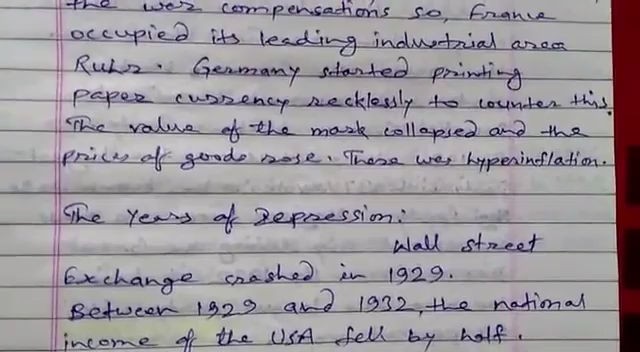 the war compensations so, France
occupied its leading industrial area
Ruhr. Germany started printing
paper currency recklessly to counter this.
The value of the mark collapsed and the
prices of goods rose. There was hyperinflation.
The Years of Depression:
Wall street
Exchange crashed in 1929.
Between 1929 and 1932, the national
income of the USA fell by half.